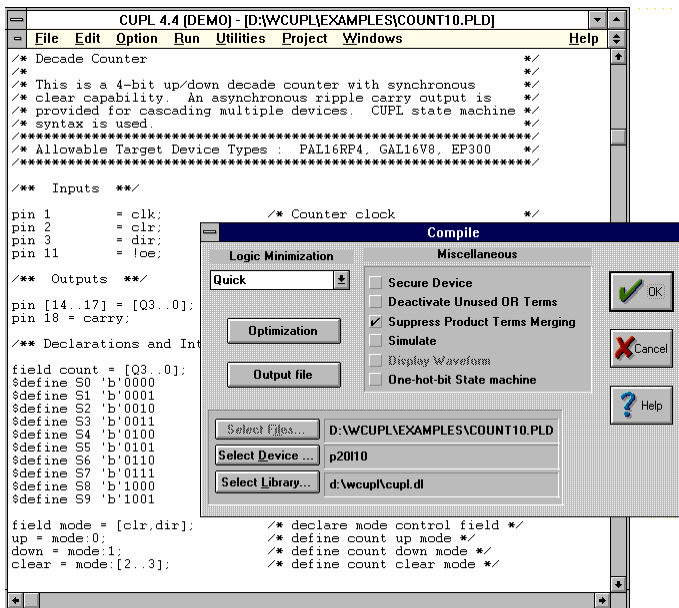 CUPL 4.4 (DEMO) - [D:\WCUPL\EXAMPLES\COUNT10.PLD]
File Edit Option Run Utilities Project Windows Help
/* Decade Counter */
/* */
/* This is a 4-bit up/down decade counter with synchronous */
/* clear capability. An asynchronous ripple carry output is */
/* provided for cascading multiple devices. CUPL state machine */
/* syntax is used. */
/****************************************************************/
/* Allowable Target Device Types : PAL16RP4, GAL16V8, EP300 */
/****************************************************************/
/** Inputs **/
pin 1 = clk; /* Counter clock */
pin 2 = clr;
pin 3 = dir;
pin 11 = !oe;
/** Outputs **/
pin [14..17] = [Q3..0];
pin 18 = carry;
/** Declarations and Int
field count = [Q3..0];
$define S0 'b'0000
$define S1 'b'0001
$define S2 'b'0010
$define S3 'b'0011
$define S4 'b'0100
$define S5 'b'0101
$define S6 'b'0110
$define S7 'b'0111
$define S8 'b'1000
$define S9 'b'1001
field mode = [clr,dir]; /* declare mode control field */
up = mode:0; /* define count up mode */
down = mode:1; /* define count down mode */
clear = mode:[2..3]; /* define count clear mode */
Compile
Logic Minimization
Quick
Optimization
Output file
Miscellaneous
Secure Device
Deactivate Unused OR Terms
Suppress Product Terms Merging
Simulate
Display Waveform
One-hot-bit State machine
OK
Cancel
Help
Select Files... D:\WCUPL\EXAMPLES\COUNT10.PLD
Select Device ... p20l10
Select Library... d:\wcupl\cupl.dl